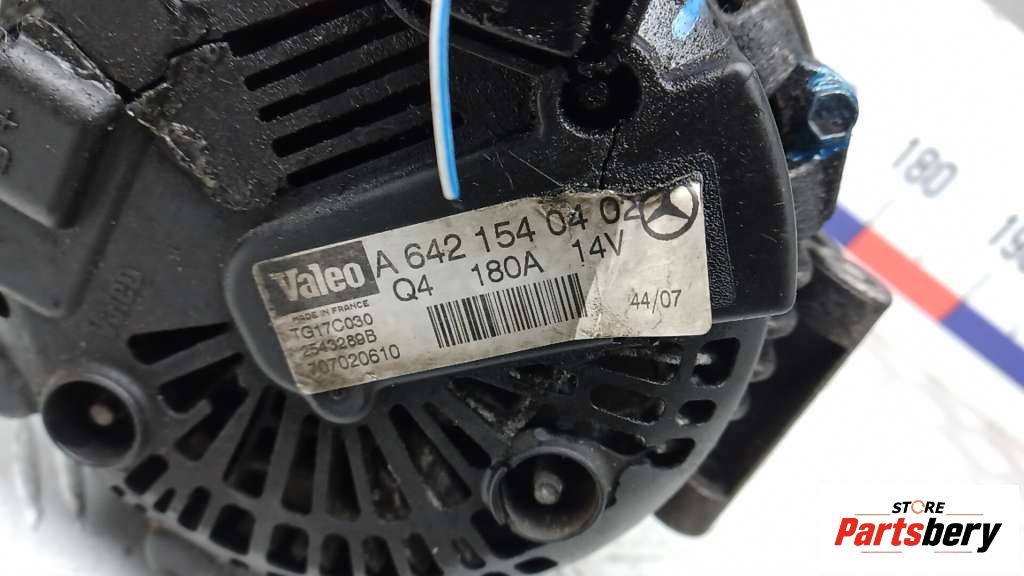 Valeo A 642 154 04 02
MADE IN FRANCE Q4 180A 14V
TG17C030 44/07
2543289B
707020610
180
STORE
Partsbery